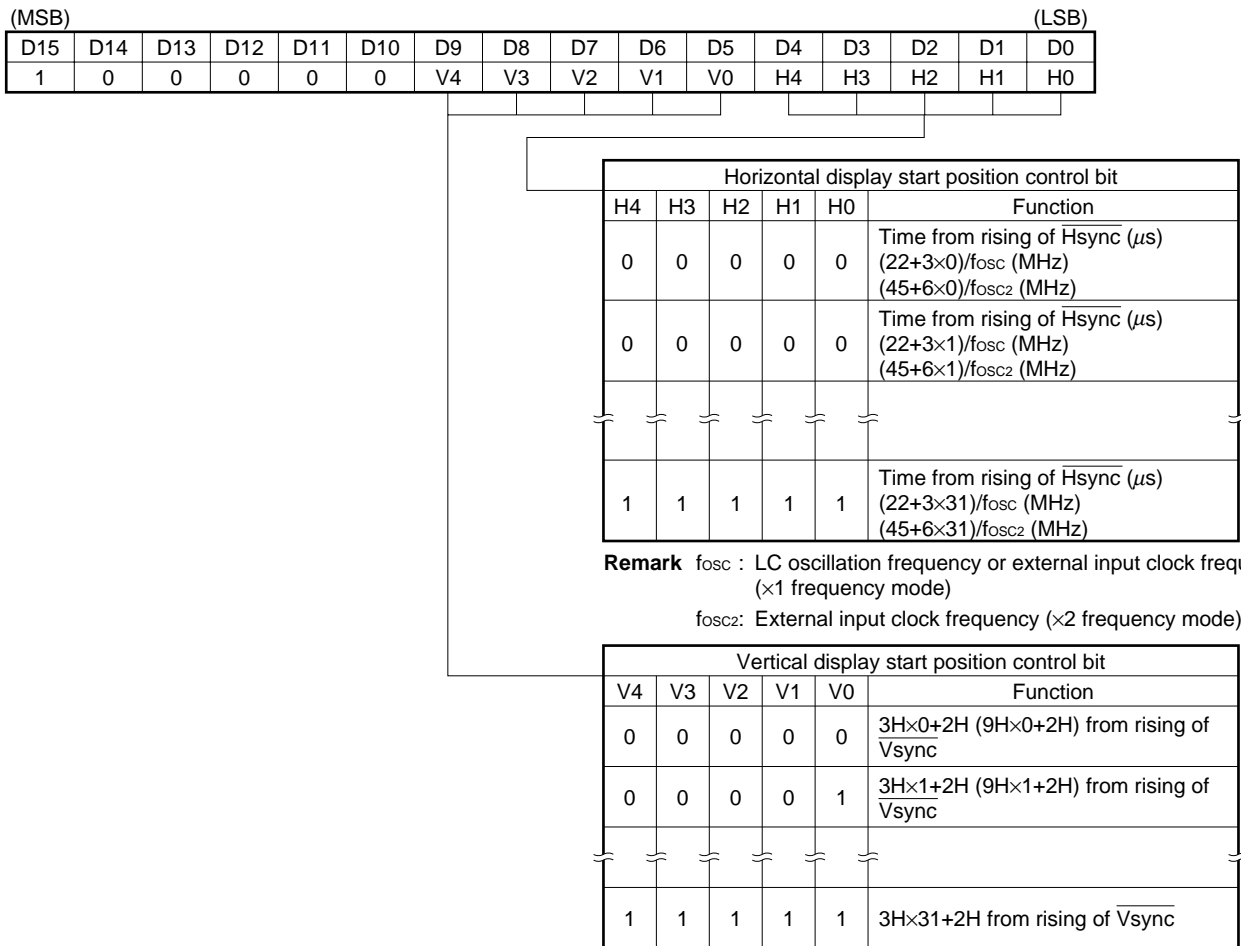 (MSB) (LSB)
D15 D14 D13 D12 D11 D10 D9 D8 D7 D6 D5 D4 D3 D2 D1 D0
1 0 0 0 0 0 V4 V3 V2 V1 V0 H4 H3 H2 H1 H0
Horizontal display start position control bit
H4 H3 H2 H1 H0 Function
Time from rising of Hsync (μs)
0 0 0 0 0 (22+3×0)/fosc (MHz)
(45+6×0)/fosc2 (MHz)
Time from rising of Hsync (μs)
0 0 0 0 0 (22+3×1)/fosc (MHz)
(45+6×1)/fosc2 (MHz)
Time from rising of Hsync (μs)
1 1 1 1 1 (22+3×31)/fosc (MHz)
(45+6×31)/fosc2 (MHz)
Remark fosc : LC oscillation frequency or external input clock
(×1 frequency mode)
fosc2: External input clock frequency (×2 frequency mode)
Vertical display start position control bit
V4 V3 V2 V1 V0 Function
0 0 0 0 0 3H×0+2H (9H×0+2H) from rising of
Vsync
0 0 0 0 1 3H×1+2H (9H×1+2H) from rising of
Vsync
1 1 1 1 1 3H×31+2H from rising of Vsync